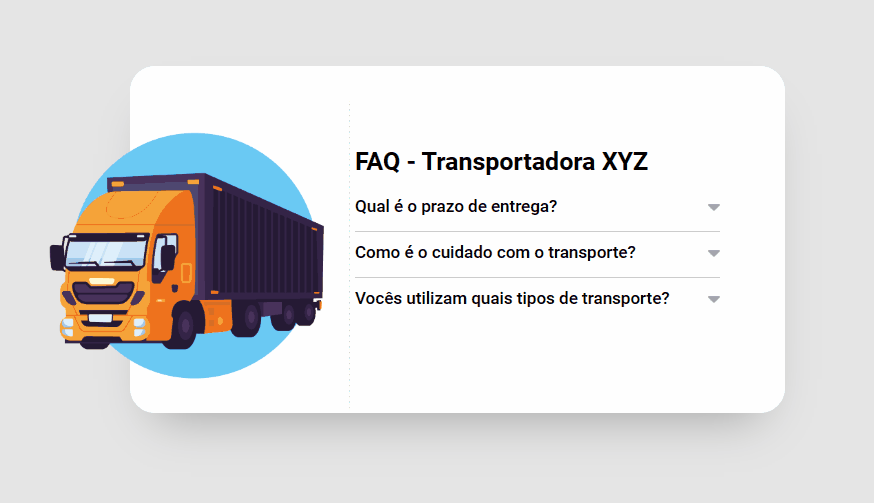 FAQ - Transportadora XYZ
Qual é o prazo de entrega?
Como é o cuidado com o transporte?
Vocês utilizam quais tipos de transporte?